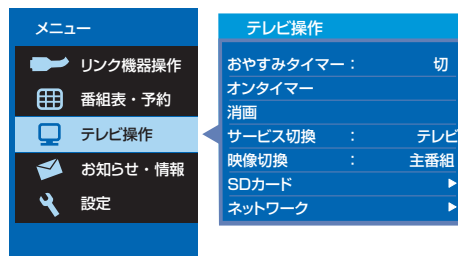 メニュー
リンク機器操作
番組表・予約
テレビ操作
お知らせ・情報
設定
テレビ操作
おやすみタイマー： 切
オンタイマー
消画
サービス切換 ： テレビ
映像切換 ： 主番組
SDカード
ネットワーク